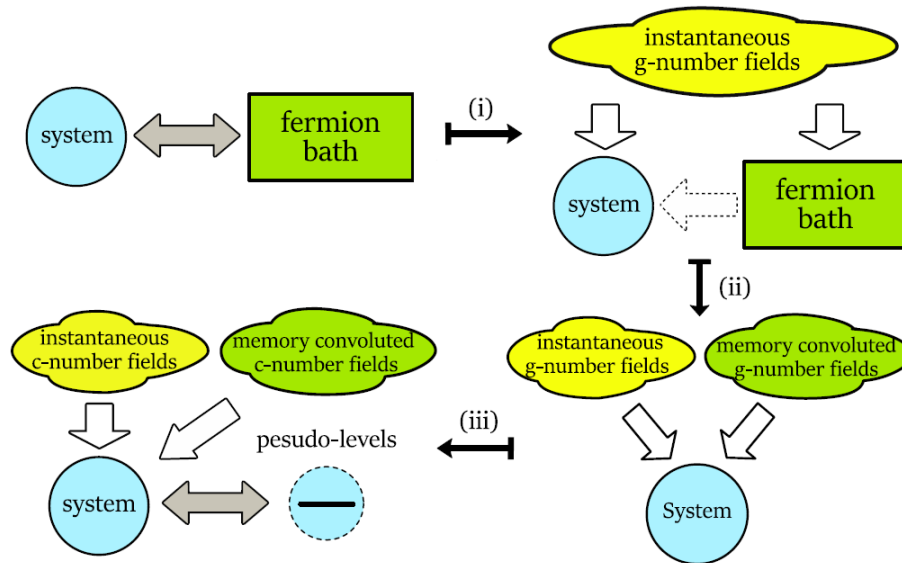 instantaneous
g-number fields
system
fermion
bath
(i)
system
fermion
bath
(ii)
instantaneous
c-number fields
memory convoluted
c-number fields
instantaneous
g-number fields
memory convoluted
g-number fields
(iii)
pesudo-levels
system
System